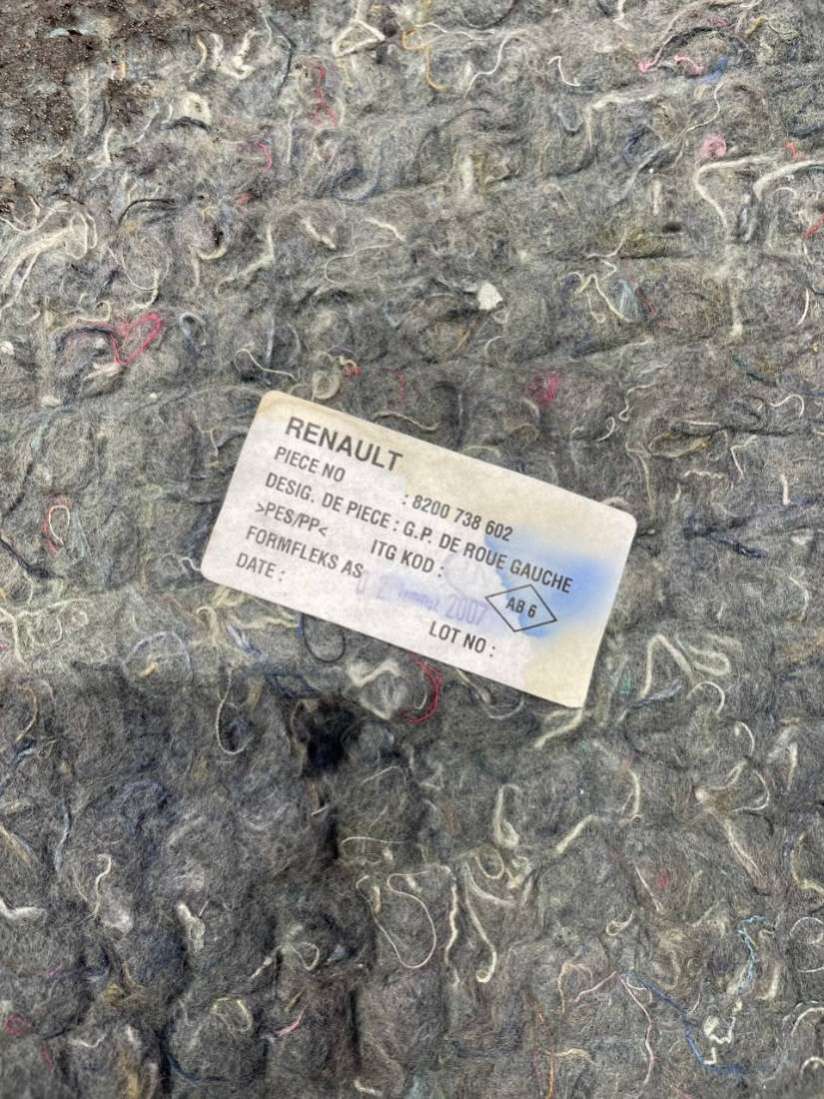 RENAULT
PIECE NO : 8200 738 602
DESIG. DE PIECE : G.P. DE ROUE GAUCHE
>PES/PP< ITG KOD :
FORMFLEKS AS AB 6
DATE : 2007
LOT NO :